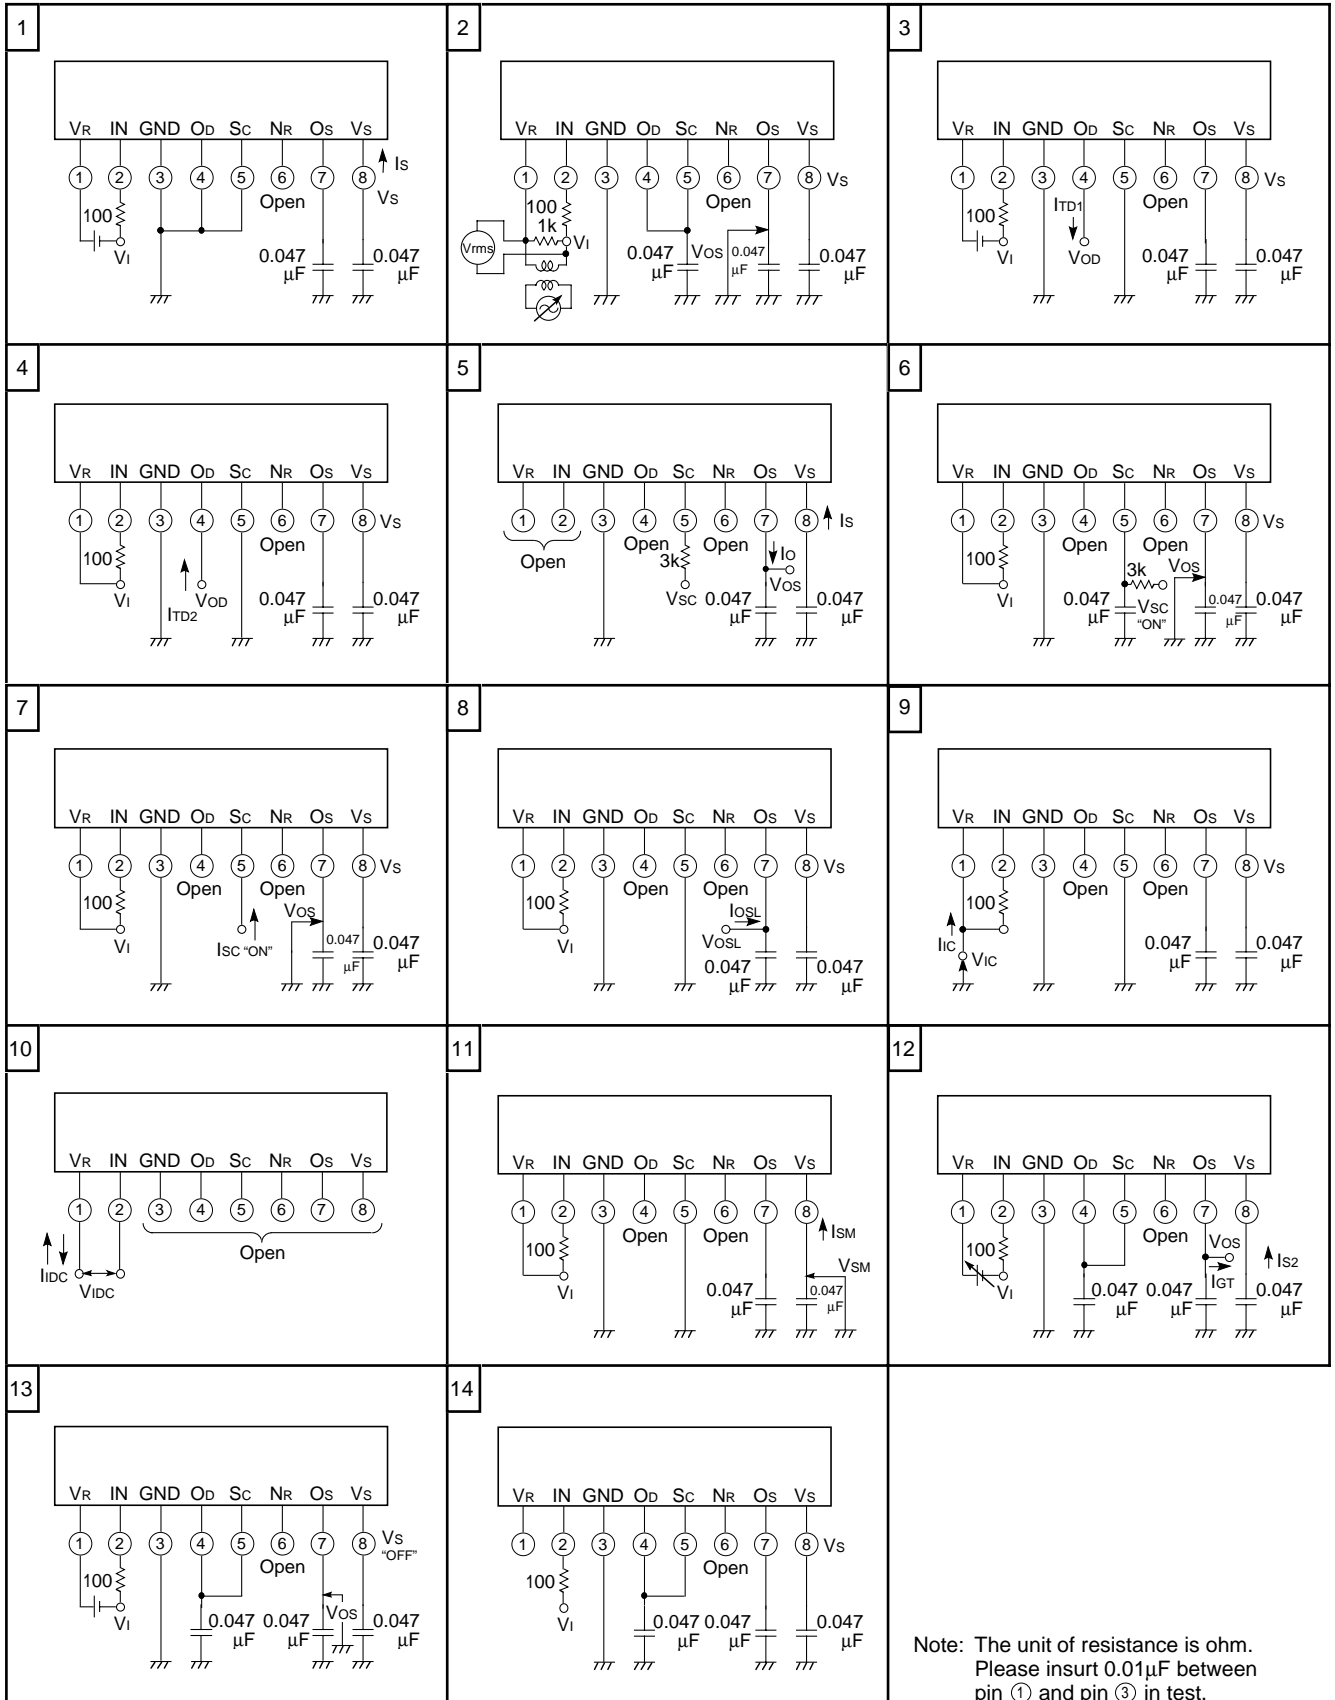 1
VR IN GND OD SC NR OS VS
1 2 3 4 5 6 7 8
IS
VS
Open
100
VI
0.047 μF
0.047 μF
2
VR IN GND OD SC NR OS VS
1 2 3 4 5 6 7 8 VS
Open
100
1k
Vrms
VI
0.047 μF
VOS
0.047 μF
0.047 μF
3
VR IN GND OD SC NR OS VS
1 2 3 4 5 6 7 8 VS
Open
100
ITD1
VI
VOD
0.047 μF
0.047 μF
4
VR IN GND OD SC NR OS VS
1 2 3 4 5 6 7 8 VS
Open
100
VI
ITD2
VOD
0.047 μF
0.047 μF
5
VR IN GND OD SC NR OS VS
1 2 3 4 5 6 7 8 IS
Open
Open
Open
3k
IO
VOS
VSC
0.047 μF
0.047 μF
6
VR IN GND OD SC NR OS VS
1 2 3 4 5 6 7 8 VS
Open
Open
100
3k
VOS
VI
0.047 μF
VSC
"ON"
0.047 μF
0.047 μF
7
VR IN GND OD SC NR OS VS
1 2 3 4 5 6 7 8 VS
Open
Open
100
VOS
VI
ISC "ON"
0.047 μF
0.047 μF
8
VR IN GND OD SC NR OS VS
1 2 3 4 5 6 7 8 VS
Open
Open
100
IOSL
VOSL
VI
0.047 μF
0.047 μF
9
VR IN GND OD SC NR OS VS
1 2 3 4 5 6 7 8 VS
Open
Open
100
IIC
VIC
0.047 μF
0.047 μF
10
VR IN GND OD SC NR OS VS
1 2 3 4 5 6 7 8
Open
IIDC
VIDC
11
VR IN GND OD SC NR OS VS
1 2 3 4 5 6 7 8
ISM
Open
Open
100
VSM
VI
0.047 μF
0.047 μF
12
VR IN GND OD SC NR OS VS
1 2 3 4 5 6 7 8
Open
100
VOS
IS2
IGT
VI
0.047 μF
0.047 μF
0.047 μF
13
VR IN GND OD SC NR OS VS
1 2 3 4 5 6 7 8 VS
"OFF"
Open
100
VI
VOS
0.047 μF
0.047 μF
0.047 μF
14
VR IN GND OD SC NR OS VS
1 2 3 4 5 6 7 8 VS
Open
100
VI
0.047 μF
0.047 μF
0.047 μF
Note: The unit of resistance is ohm.
Please insurt 0.01μF between
pin ① and pin ③ in test.